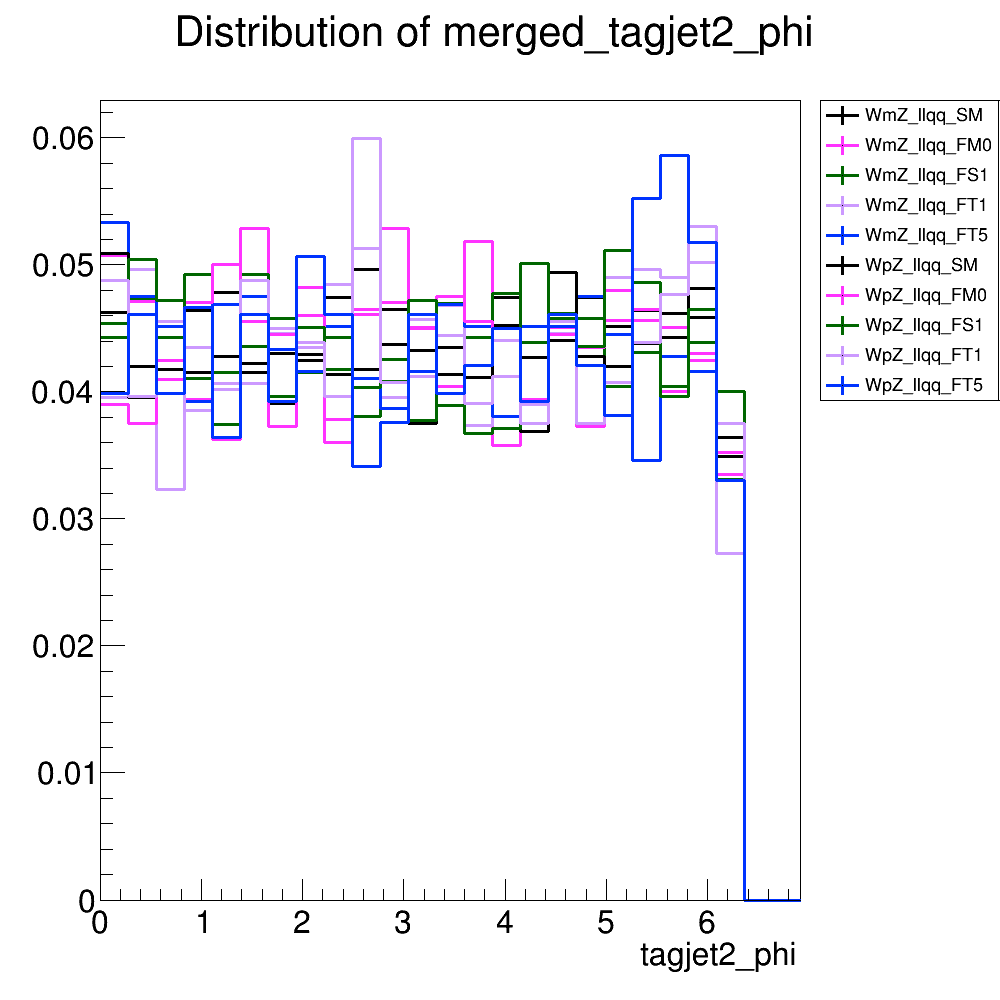 Distribution of merged_tagjet2_phi
0.06
0.05
0.04
0.03
0.02
0.01
0
0 1 2 3 4 5 6
tagjet2_phi
WmZ_llqq_SM
WmZ_llqq_FM0
WmZ_llqq_FS1
WmZ_llqq_FT1
WmZ_llqq_FT5
WpZ_llqq_SM
WpZ_llqq_FM0
WpZ_llqq_FS1
WpZ_llqq_FT1
WpZ_llqq_FT5